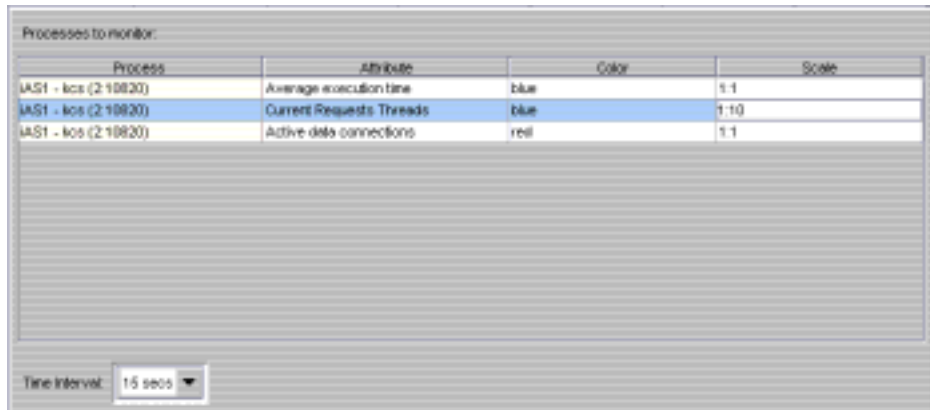 Processes to monitor:
Process Attribute Color Scale
iAS1 - kcs (2:10820) Average execution time blue 1:1
iAS1 - kcs (2:10820) Current Requests Threads blue 1:10
iAS1 - kcs (2:10820) Active data connections red 1:1
Time Interval: 15 secs